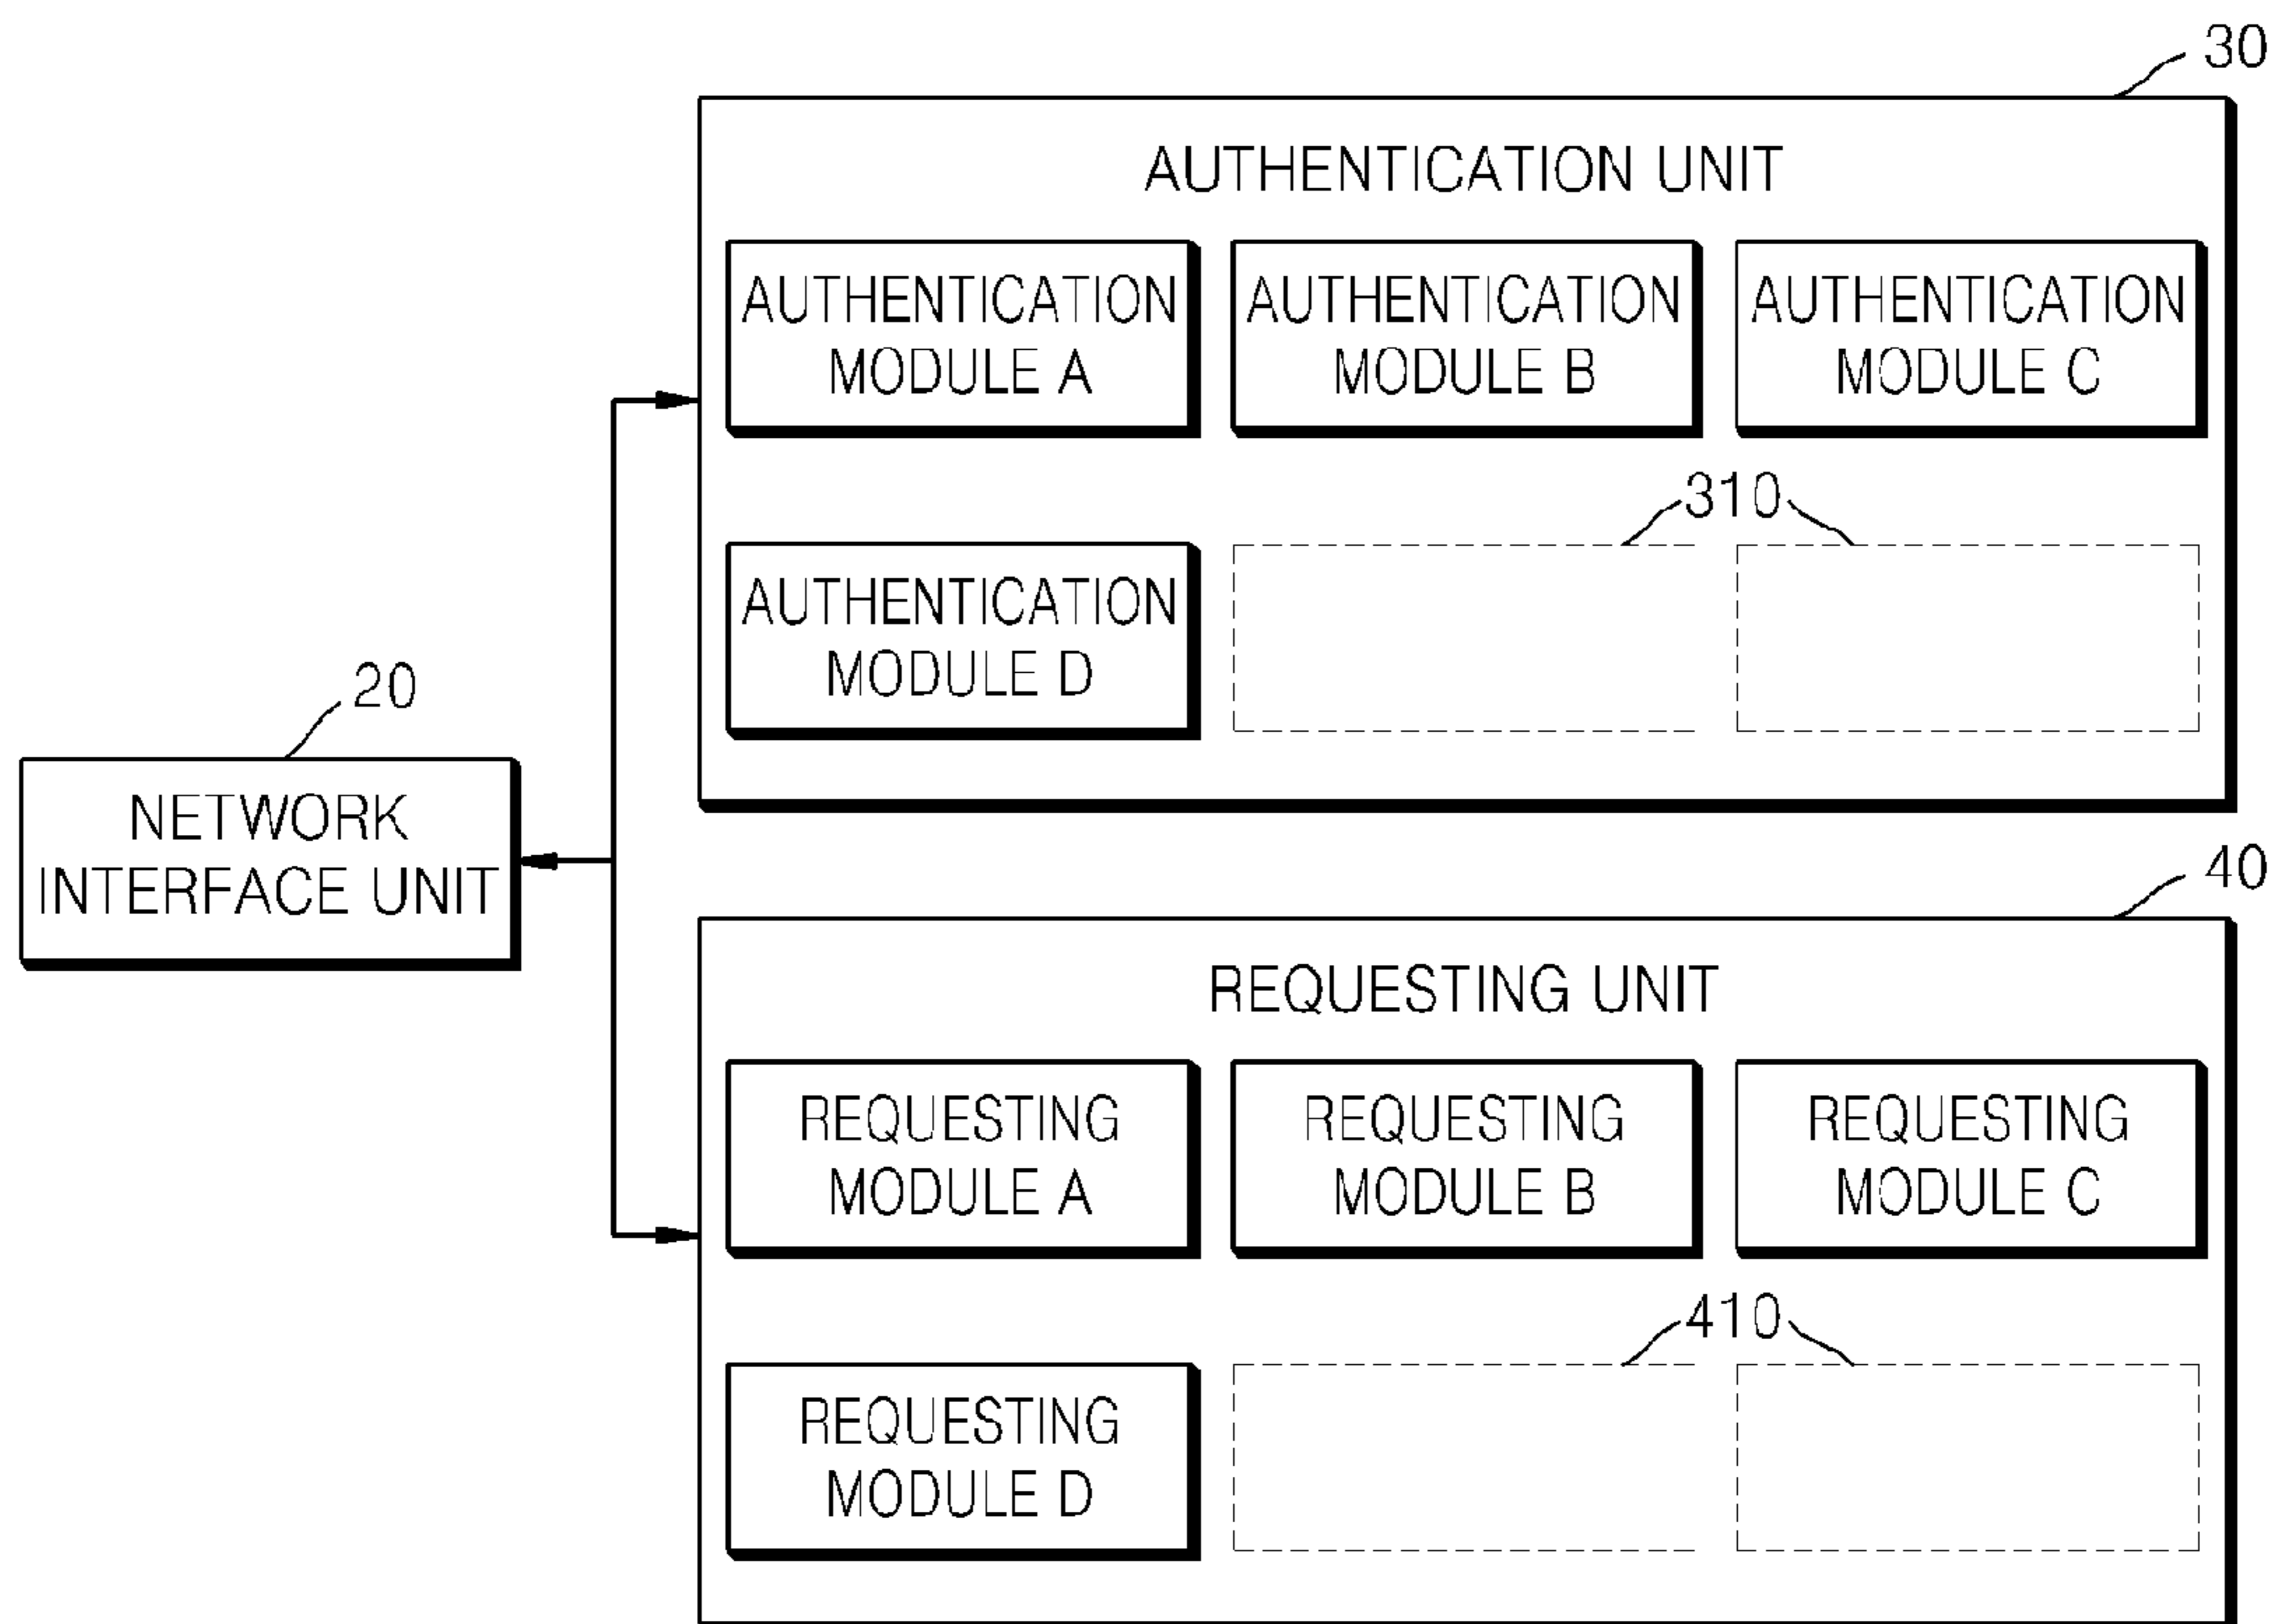 30
AUTHENTICATION UNIT
AUTHENTICATION
MODULE A
AUTHENTICATION
MODULE B
AUTHENTICATION
MODULE C
310
AUTHENTICATION
MODULE D
20
NETWORK
INTERFACE UNIT
40
REQUESTING UNIT
REQUESTING
MODULE A
REQUESTING
MODULE B
REQUESTING
MODULE C
410
REQUESTING
MODULE D